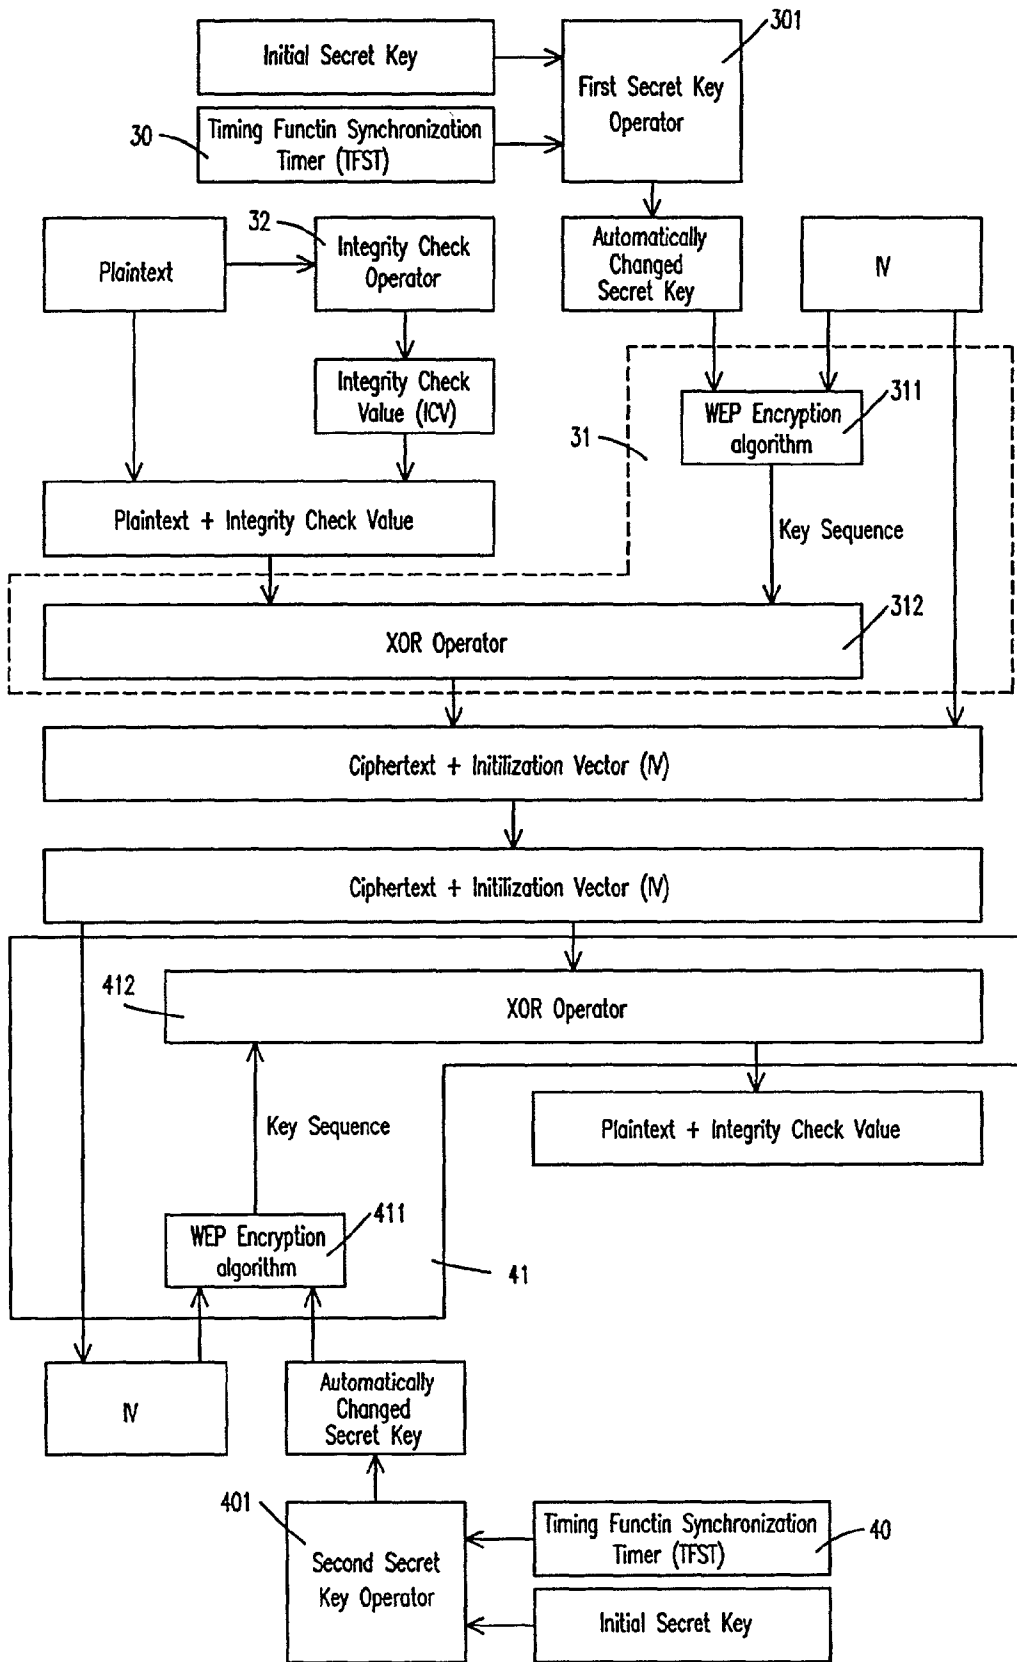 Initial Secret Key
301
First Secret Key
Operator
30
Timing Functin Synchronization
Timer (TFST)
32
Plaintext
Integrity Check
Operator
Automatically
Changed
Secret Key
IV
Integrity Check
Value (ICV)
31
WEP Encryption
algorithm
311
Plaintext + Integrity Check Value
Key Sequence
XOR Operator
312
Ciphertext + Initilization Vector (IV)
Ciphertext + Initilization Vector (IV)
412
XOR Operator
Key Sequence
Plaintext + Integrity Check Value
WEP Encryption
algorithm
411
41
IV
Automatically
Changed
Secret Key
401
Second Secret
Key Operator
Timing Functin Synchronization
Timer (TFST)
40
Initial Secret Key